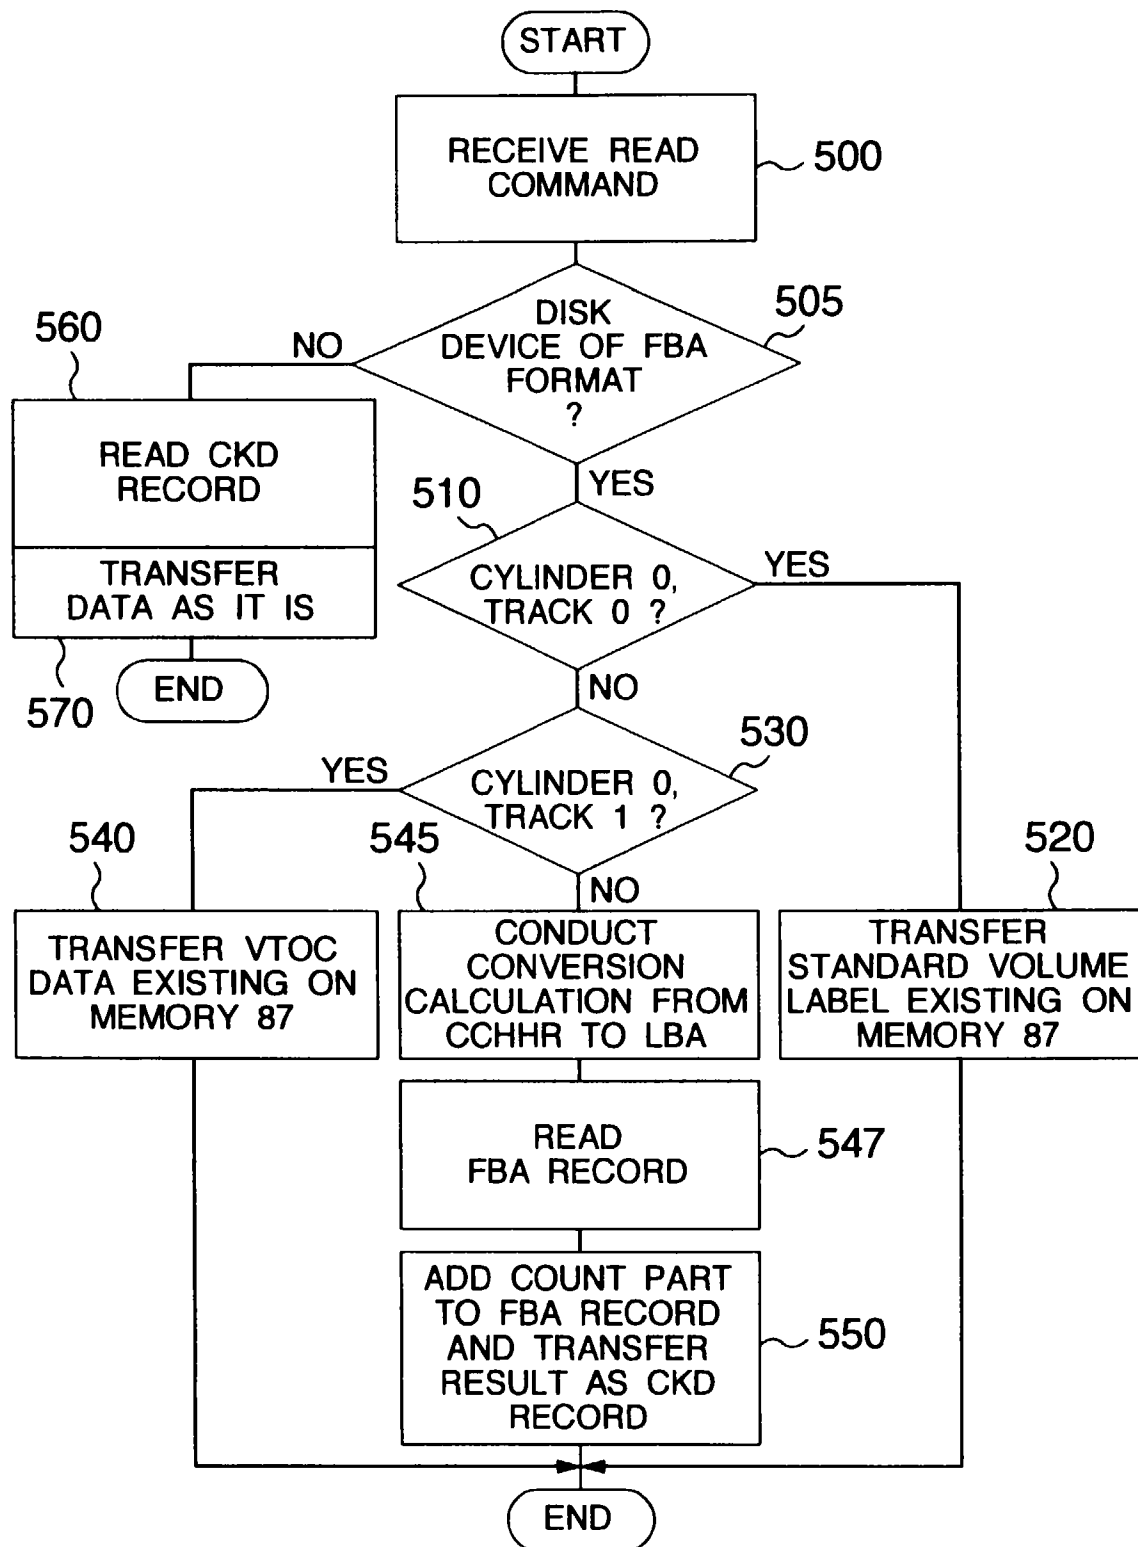 START
RECEIVE READ
COMMAND
500
DISK
DEVICE OF FBA
FORMAT
?
505
NO
560
YES
READ CKD
RECORD
510
CYLINDER 0,
TRACK 0 ?
YES
TRANSFER
DATA AS IT IS
570
END
NO
530
CYLINDER 0,
TRACK 1 ?
YES
540
545
NO
520
TRANSFER VTOC
DATA EXISTING ON
MEMORY 87
CONDUCT
CONVERSION
CALCULATION FROM
CCHHR TO LBA
TRANSFER
STANDARD VOLUME
LABEL EXISTING ON
MEMORY 87
READ
FBA RECORD
547
ADD COUNT PART
TO FBA RECORD
AND TRANSFER
RESULT AS CKD
RECORD
550
END